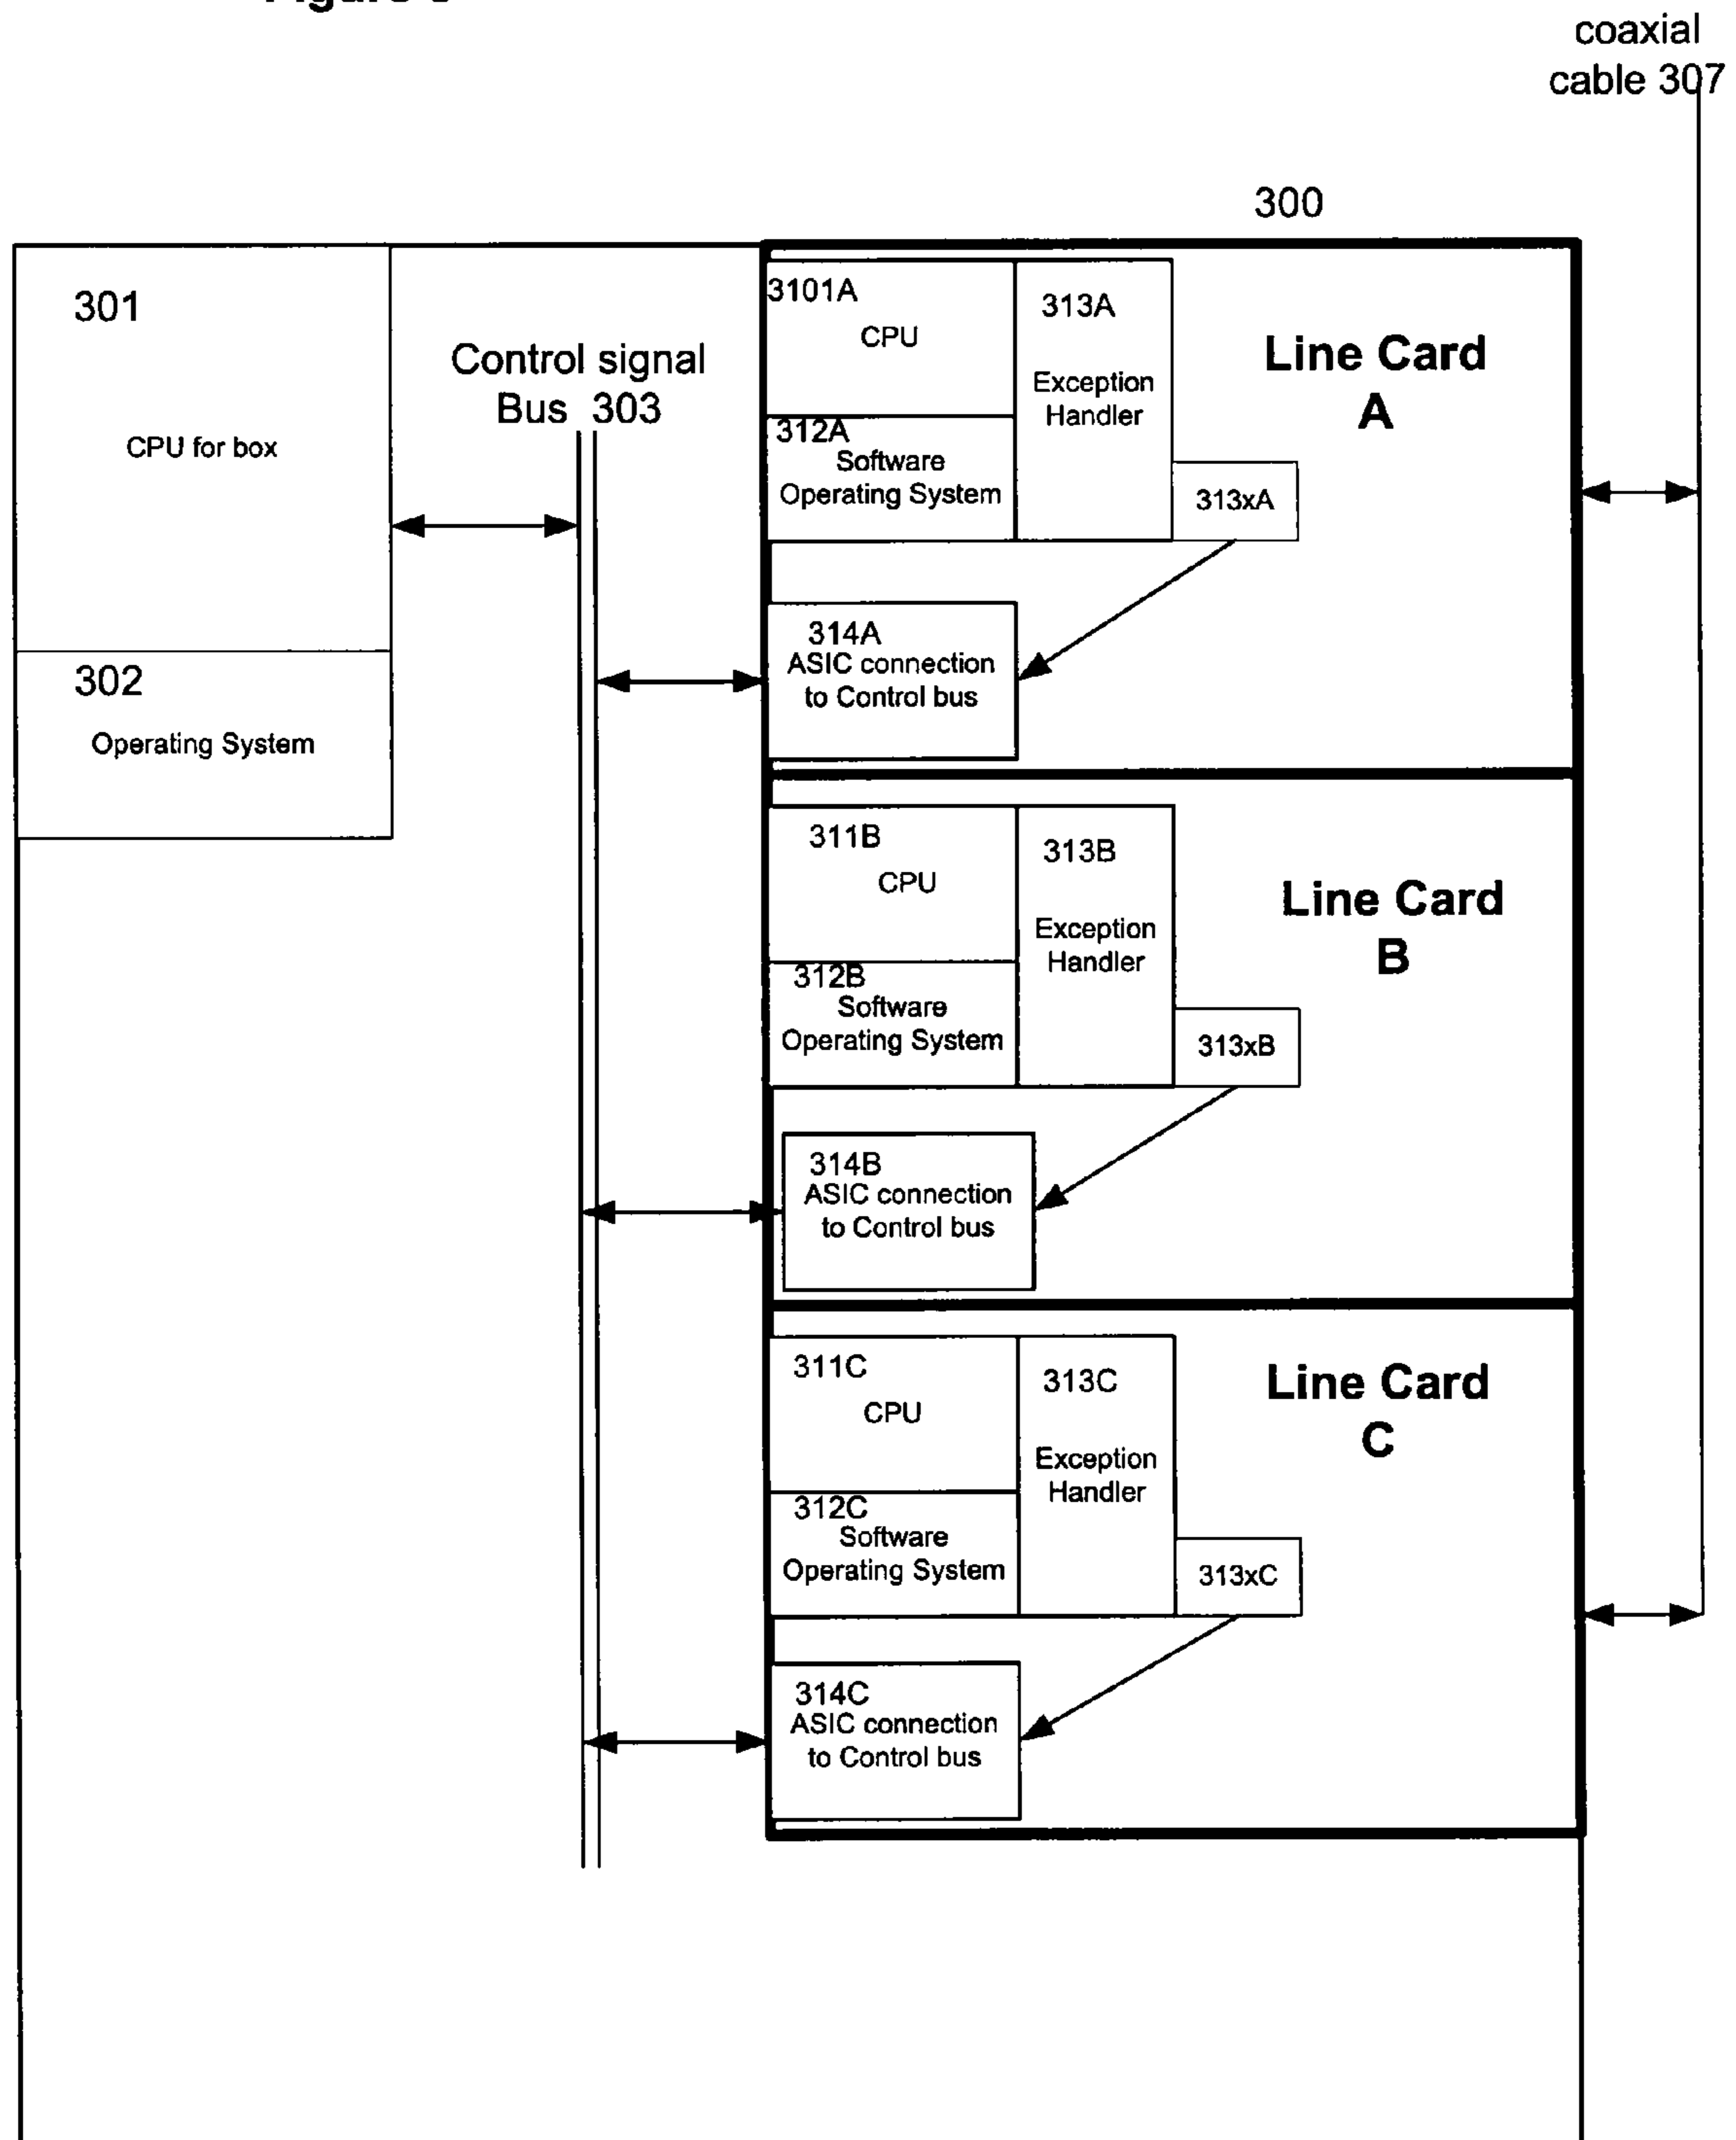 coaxial
cable 307
300
301
CPU for box
302
Operating System
Control signal
Bus 303
3101A
CPU
313A
Exception
Handler
Line Card
A
312A
Software
Operating System
313xA
314A
ASIC connection
to Control bus
311B
CPU
313B
Exception
Handler
Line Card
B
312B
Software
Operating System
313xB
314B
ASIC connection
to Control bus
311C
CPU
313C
Exception
Handler
Line Card
C
312C
Software
Operating System
313xC
314C
ASIC connection
to Control bus